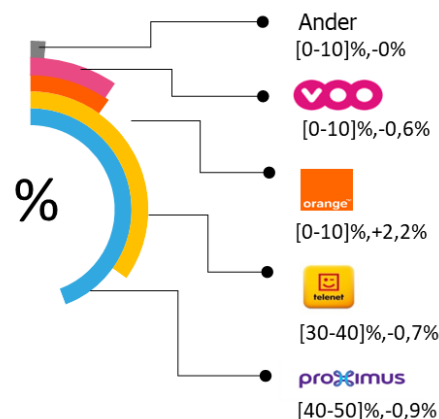 Ander
[0-10]%,-0%
VOO
[0-10]%,-0,6%
%
orange™
[0-10]%,+2,2%
telenet
[30-40]%,-0,7%
proximus
[40-50]%,-0,9%